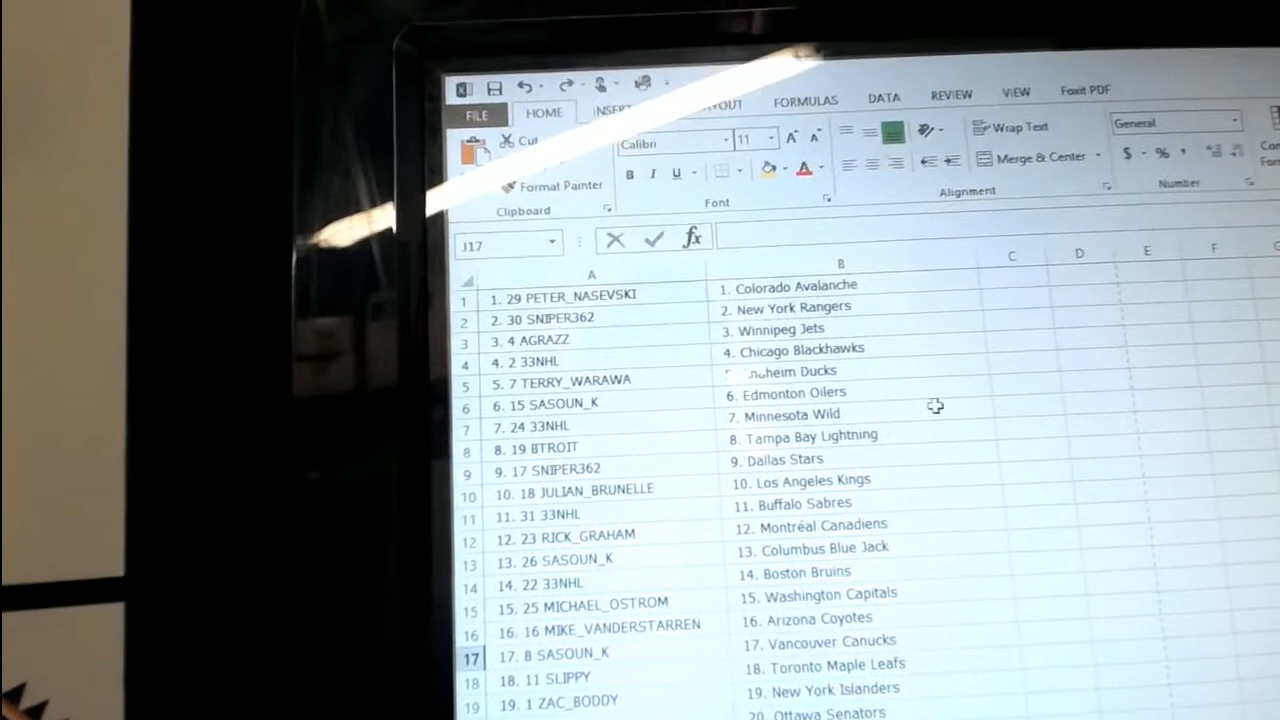 FILE HOME FORMULAS DATA REVIEW VIEW Foxit PDF
Cut Calibri 11 Wrap Text General
Format Painter B I U A Merge & Center $ % ,
Clipboard Font Alignment Number
J17 fx
A B C D E F
1 1. 29 PETER_NASEVSKI 1. Colorado Avalanche
2 2. 30 SNIPER362 2. New York Rangers
3 3. 4 AGRAZZ 3. Winnipeg Jets
4 4. 2 33NHL 4. Chicago Blackhawks
5 5. 7 TERRY_WARAWA Ducks
6 6. 15 SASOUN_K 6. Edmonton Oilers
7 7. 24 33NHL 7. Minnesota Wild
8 8. 19 BTROIT 8. Tampa Bay Lightning
9 9. 17 SNIPER362 9. Dallas Stars
10 10. 18 JULIAN_BRUNELLE 10. Los Angeles Kings
11 11. 31 33NHL 11. Buffalo Sabres
12 12. 23 RICK_GRAHAM 12. Montréal Canadiens
13 13. 26 SASOUN_K 13. Columbus Blue Jack
14 14. 22 33NHL 14. Boston Bruins
15 15. 25 MICHAEL_OSTROM 15. Washington Capitals
16 16. 16 MIKE_VANDERSTARREN 16. Arizona Coyotes
17 17. 8 SASOUN_K 17. Vancouver Canucks
18 18. 11 SLIPPY 18. Toronto Maple Leafs
19 19. 1 ZAC_BODDY 19. New York Islanders
20. Ottawa Senators